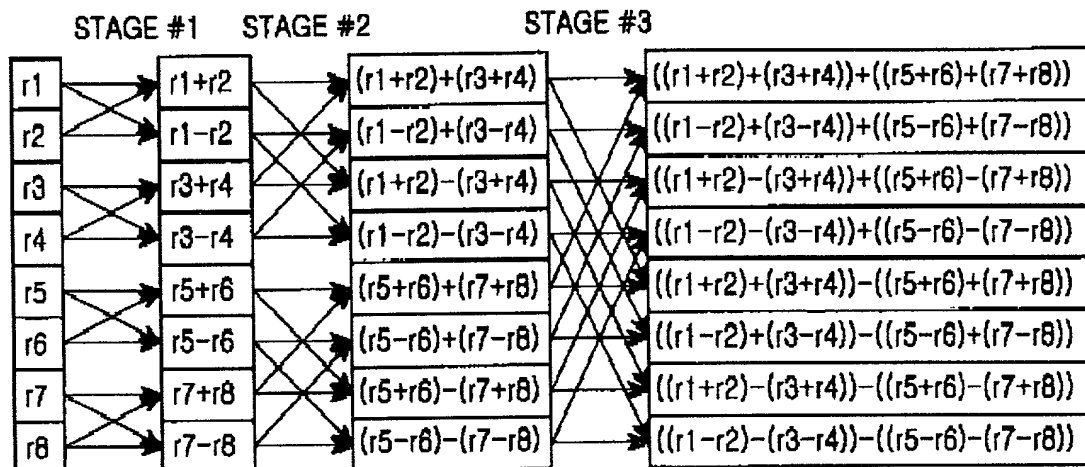 STAGE #1 STAGE #2 STAGE #3
r1 r1+r2 (r1+r2)+(r3+r4) ((r1+r2)+(r3+r4))+((r5+r6)+(r7+r8))
r2 r1-r2 (r1-r2)+(r3-r4) ((r1-r2)+(r3-r4))+((r5-r6)+(r7-r8))
r3 r3+r4 (r1+r2)-(r3+r4) ((r1+r2)-(r3+r4))+((r5+r6)-(r7+r8))
r4 r3-r4 (r1-r2)-(r3-r4) ((r1-r2)-(r3-r4))+((r5-r6)-(r7-r8))
r5 r5+r6 (r5+r6)+(r7+r8) ((r1+r2)+(r3+r4))-((r5+r6)+(r7+r8))
r6 r5-r6 (r5-r6)+(r7-r8) ((r1-r2)+(r3-r4))-((r5-r6)+(r7-r8))
r7 r7+r8 (r5+r6)-(r7+r8) ((r1+r2)-(r3+r4))-((r5+r6)-(r7+r8))
r8 r7-r8 (r5-r6)-(r7-r8) ((r1-r2)-(r3-r4))-((r5-r6)-(r7-r8))